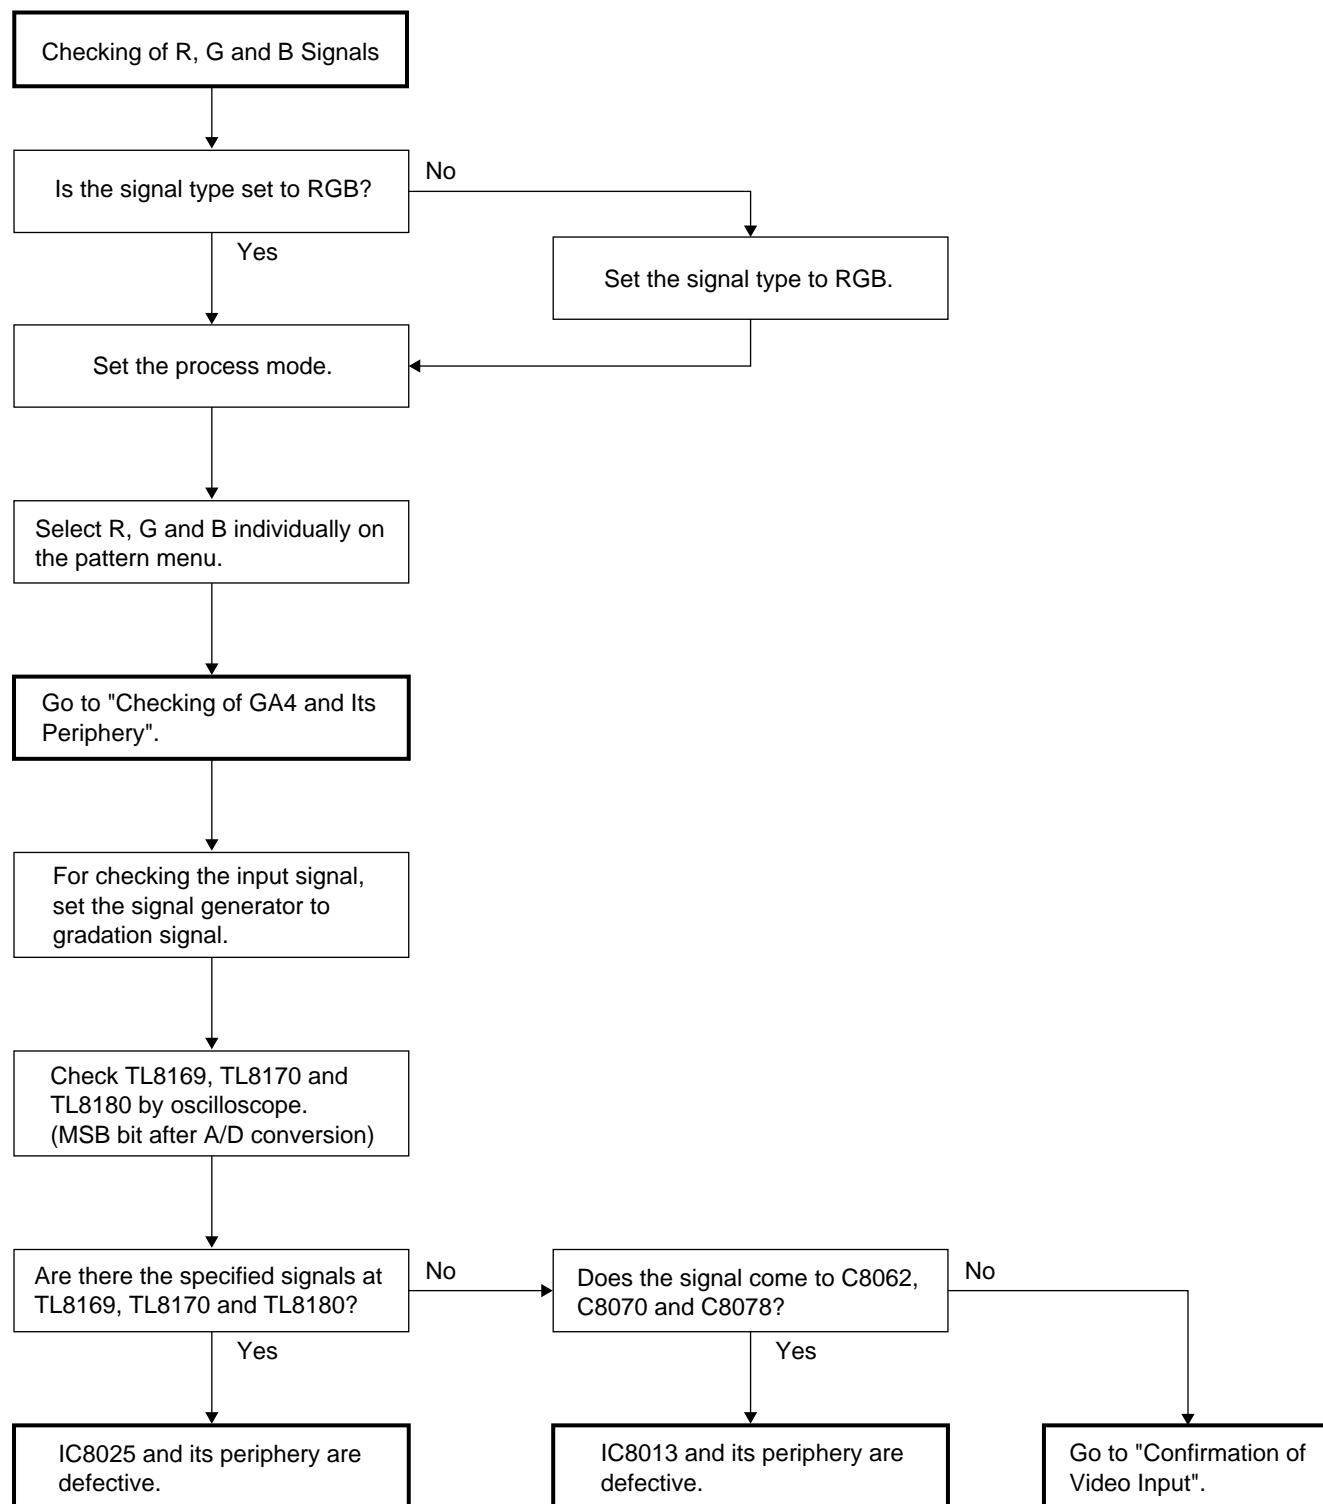 Checking of R, G and B Signals
Is the signal type set to RGB?
No
Yes
Set the signal type to RGB.
Set the process mode.
Select R, G and B individually on
the pattern menu.
Go to "Checking of GA4 and Its
Periphery".
For checking the input signal,
set the signal generator to
gradation signal.
Check TL8169, TL8170 and
TL8180 by oscilloscope.
(MSB bit after A/D conversion)
Are there the specified signals at
TL8169, TL8170 and TL8180?
No
Yes
Does the signal come to C8062,
C8070 and C8078?
No
Yes
IC8025 and its periphery are
defective.
IC8013 and its periphery are
defective.
Go to "Confirmation of
Video Input".